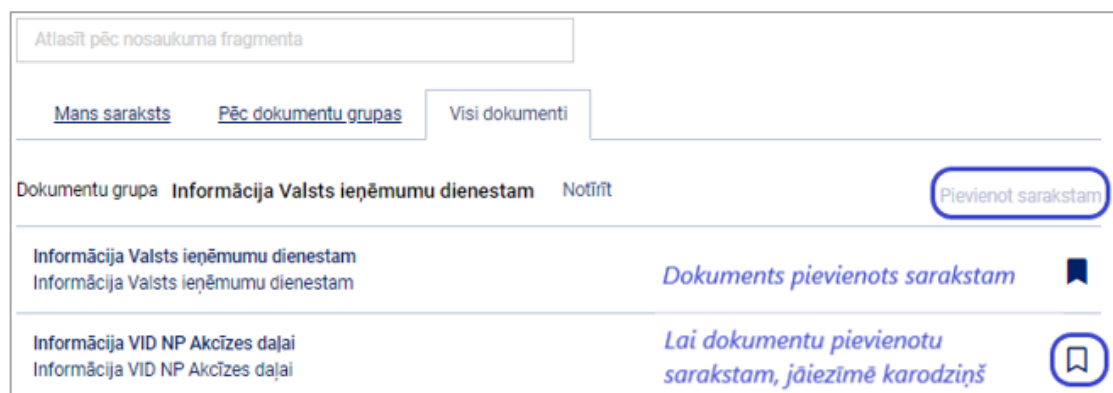 Atlasīt pēc nosaukuma fragmenta
Mans saraksts Pēc dokumentu grupas Visi dokumenti
Dokumentu grupa Informācija Valsts ieņēmumu dienestam Notīrīt Pievienot sarakstam
Informācija Valsts ieņēmumu dienestam
Informācija Valsts ieņēmumu dienestam
Dokuments pievienots sarakstam
Informācija VID NP Akcīzes daļai
Informācija VID NP Akcīzes daļai
Lai dokumentu pievienotu
sarakstam, jāiezīmē karodziņš